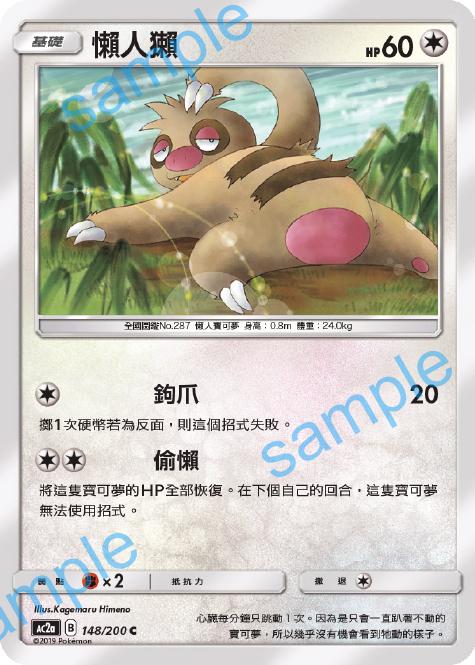 基礎 懶人獺 HP60
全國圖鑑No.287 懶人寶可夢 身高：0.8m 體重：24.0kg
鉤爪 20
擲1次硬幣若為反面，則這個招式失敗。
偷懶
將這隻寶可夢的HP全部恢復。在下個自己的回合，這隻寶可夢
無法使用招式。
弱點 ×2 抵抗力 撤退
Illus.Kagemaru Himeno
AC2a B 148/200 C
©2019 Pokémon
心臟每分鐘只跳動1次。因為是只會一直趴著不動的
寶可夢，所以幾乎沒有機會看到牠動的樣子。
sample
sample
sample